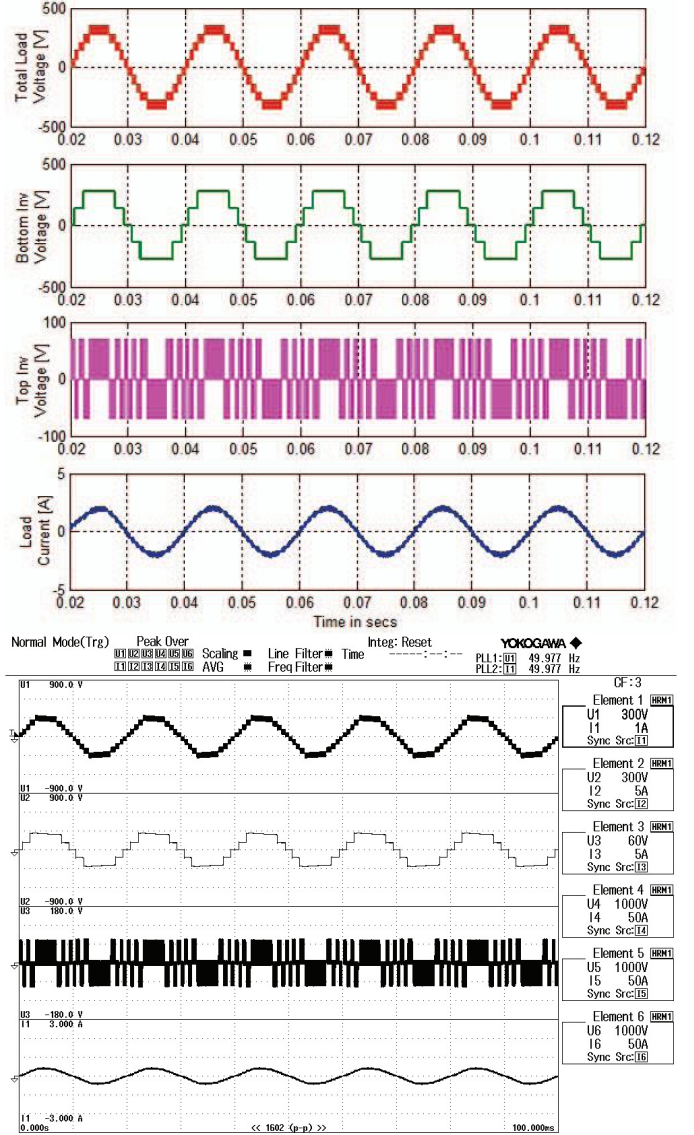 Total Load
Voltage [V]
500
0
-500
0.02 0.03 0.04 0.05 0.06 0.07 0.08 0.09 0.1 0.11 0.12
Bottom Inv
Voltage [V]
500
0
-500
0.02 0.03 0.04 0.05 0.06 0.07 0.08 0.09 0.1 0.11 0.12
Top Inv
Voltage [V]
100
0
-100
0.02 0.03 0.04 0.05 0.06 0.07 0.08 0.09 0.1 0.11 0.12
Load
Current [A]
5
0
-5
0.02 0.03 0.04 0.05 0.06 0.07 0.08 0.09 0.1 0.11 0.12
Time in secs
Normal Mode(Trg) Peak Over Integ: Reset YOKOGAWA
U1 U2 U3 U4 U5 U6 Scaling Line Filter Time -----:--:-- PLL1: U1 49.977 Hz
I1 I2 I3 I4 I5 I6 AVG Freq Filter PLL2: I1 49.977 Hz
CF:3
U1 900.0 V
U1 -900.0 V
U2 900.0 V
U2 -900.0 V
U3 180.0 V
U3 -180.0 V
I1 3.000 A
I1 -3.000 A
0.000s << 1602 (p-p) >> 100.000ms
Element 1 HRM1
U1 300V
I1 1A
Sync Src:I1
Element 2 HRM1
U2 300V
I2 5A
Sync Src:I2
Element 3 HRM1
U3 60V
I3 5A
Sync Src:I3
Element 4 HRM1
U4 1000V
I4 50A
Sync Src:I4
Element 5 HRM1
U5 1000V
I5 50A
Sync Src:I5
Element 6 HRM1
U6 1000V
I6 50A
Sync Src:I6